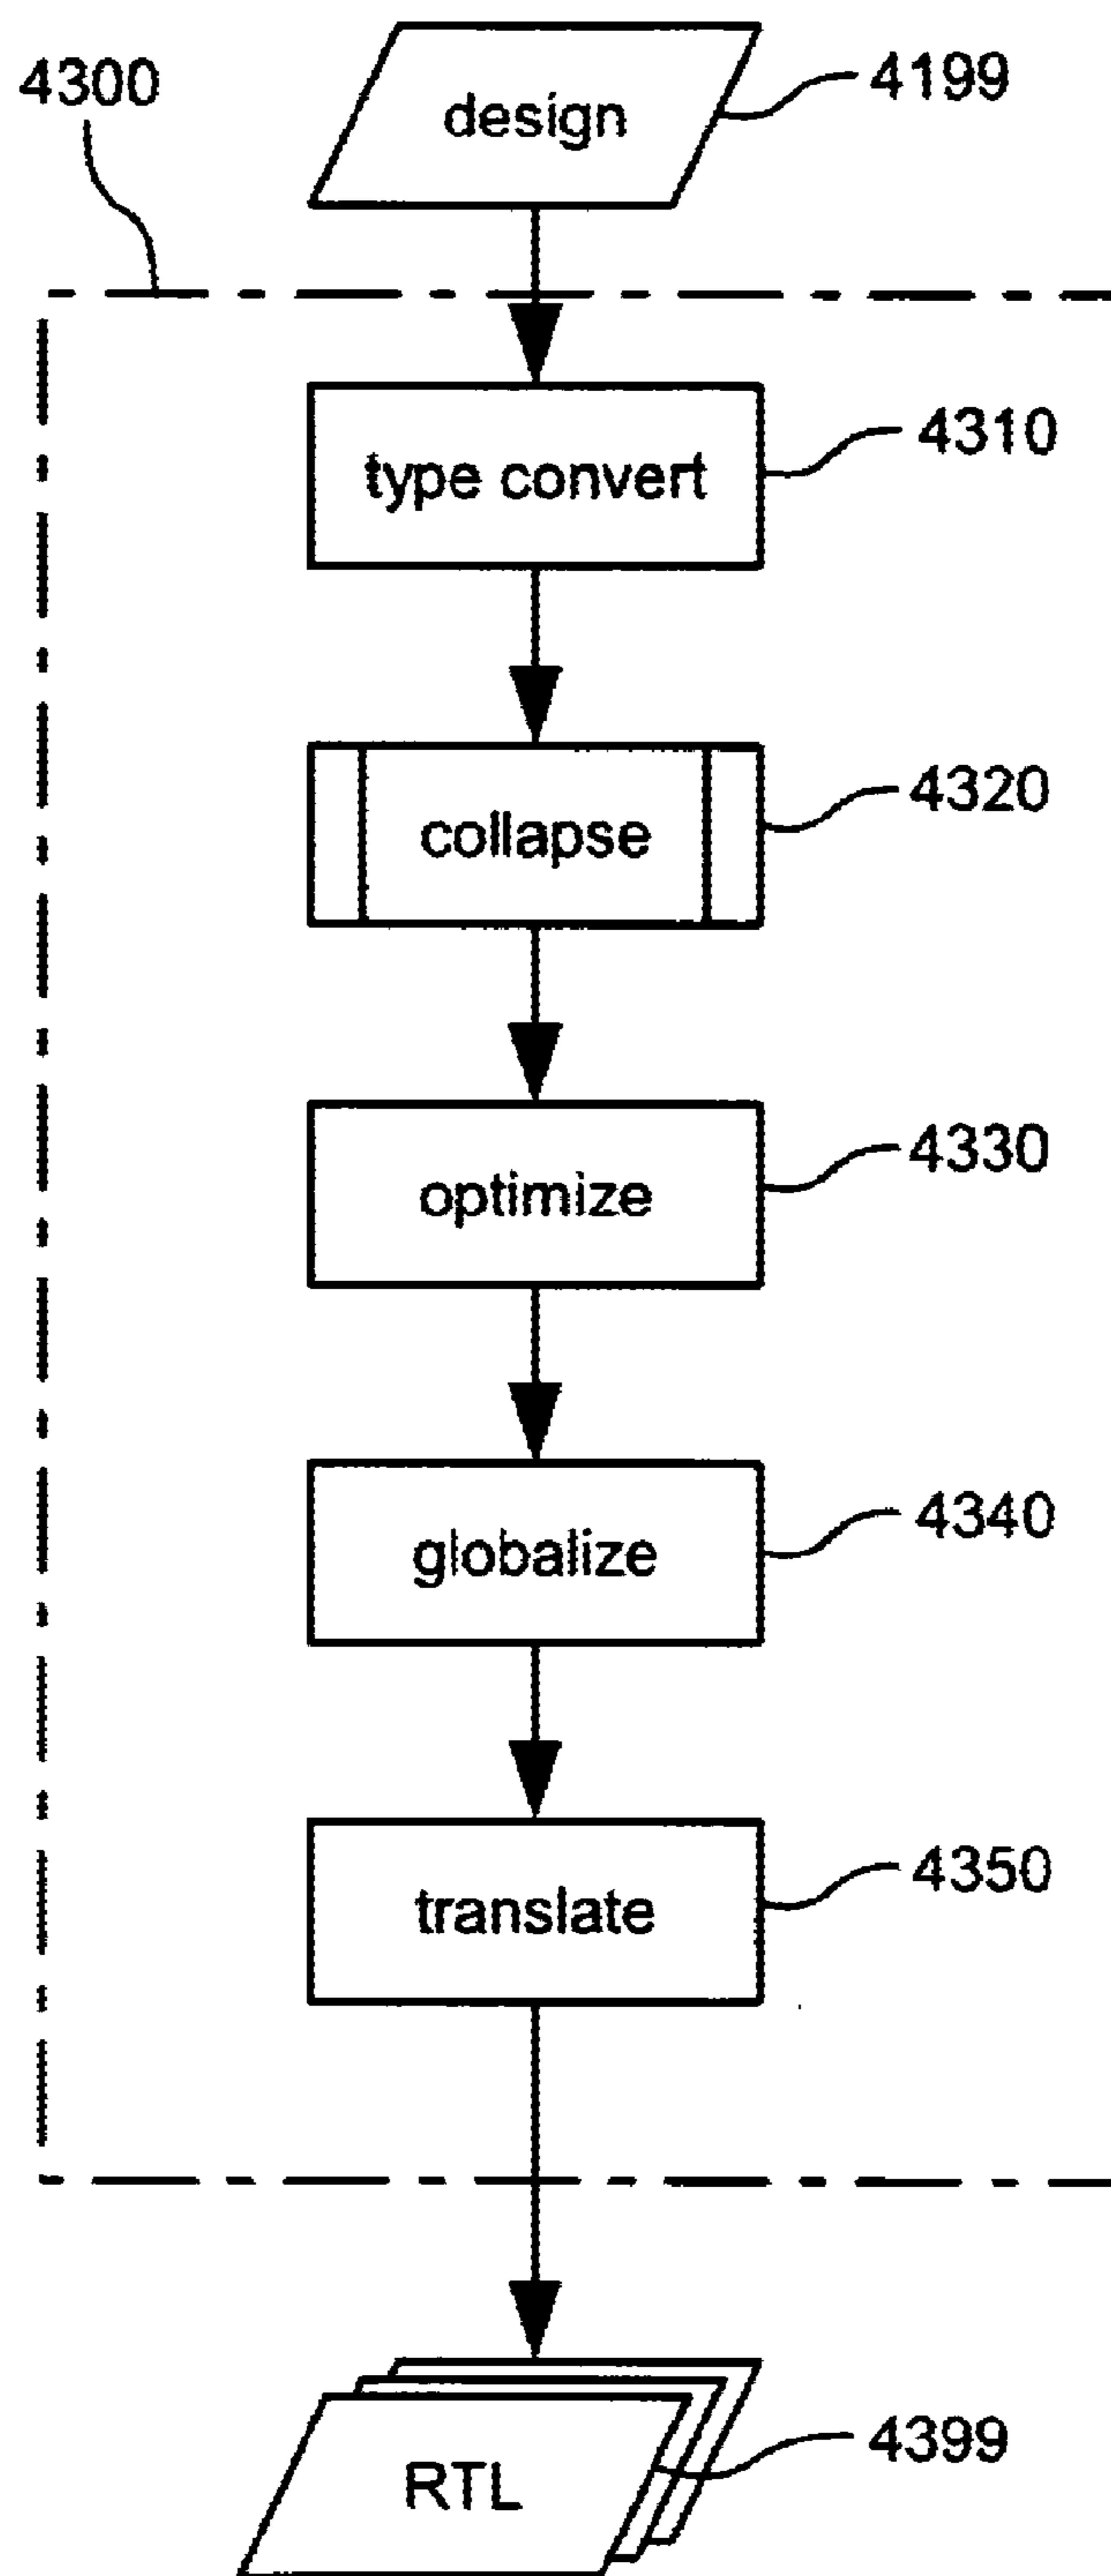 4300
design
4199
type convert
4310
collapse
4320
optimize
4330
globalize
4340
translate
4350
RTL
4399